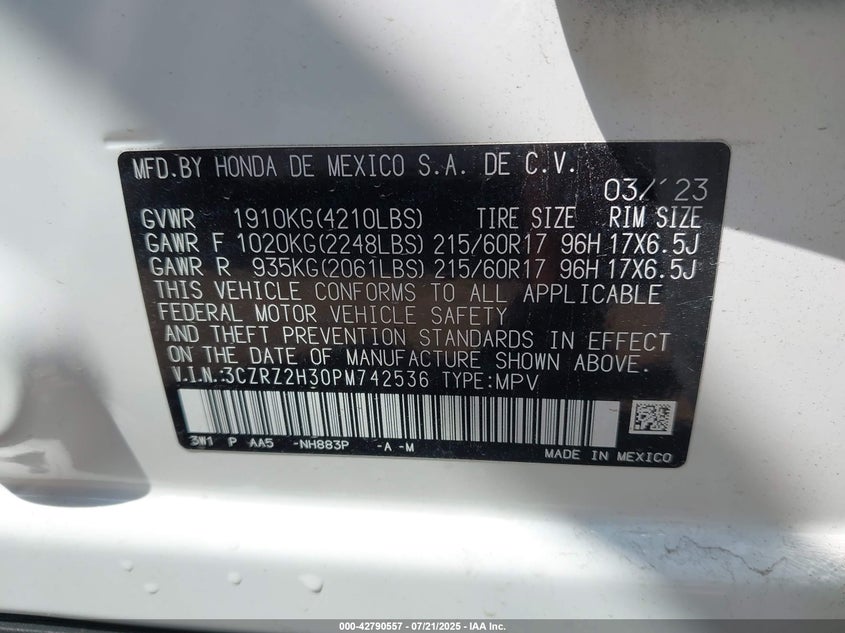 MFD.BY HONDA DE MEXICO S.A. DE C.V.
03/'23
GVWR 1910KG(4210LBS) TIRE SIZE RIM SIZE
GAWR F 1020KG(2248LBS) 215/60R17 96H 17X6.5J
GAWR R 935KG(2061LBS) 215/60R17 96H 17X6.5J
THIS VEHICLE CONFORMS TO ALL APPLICABLE
FEDERAL MOTOR VEHICLE SAFETY
AND THEFT PREVENTION STANDARDS IN EFFECT
ON THE DATE OF MANUFACTURE SHOWN ABOVE.
V.I.N.:3CZRZ2H30PM742536 TYPE:MPV
3W1 P AA5 -NH883P -A -M
MADE IN MEXICO
000-42790557 - 07/21/2025 - IAA Inc.